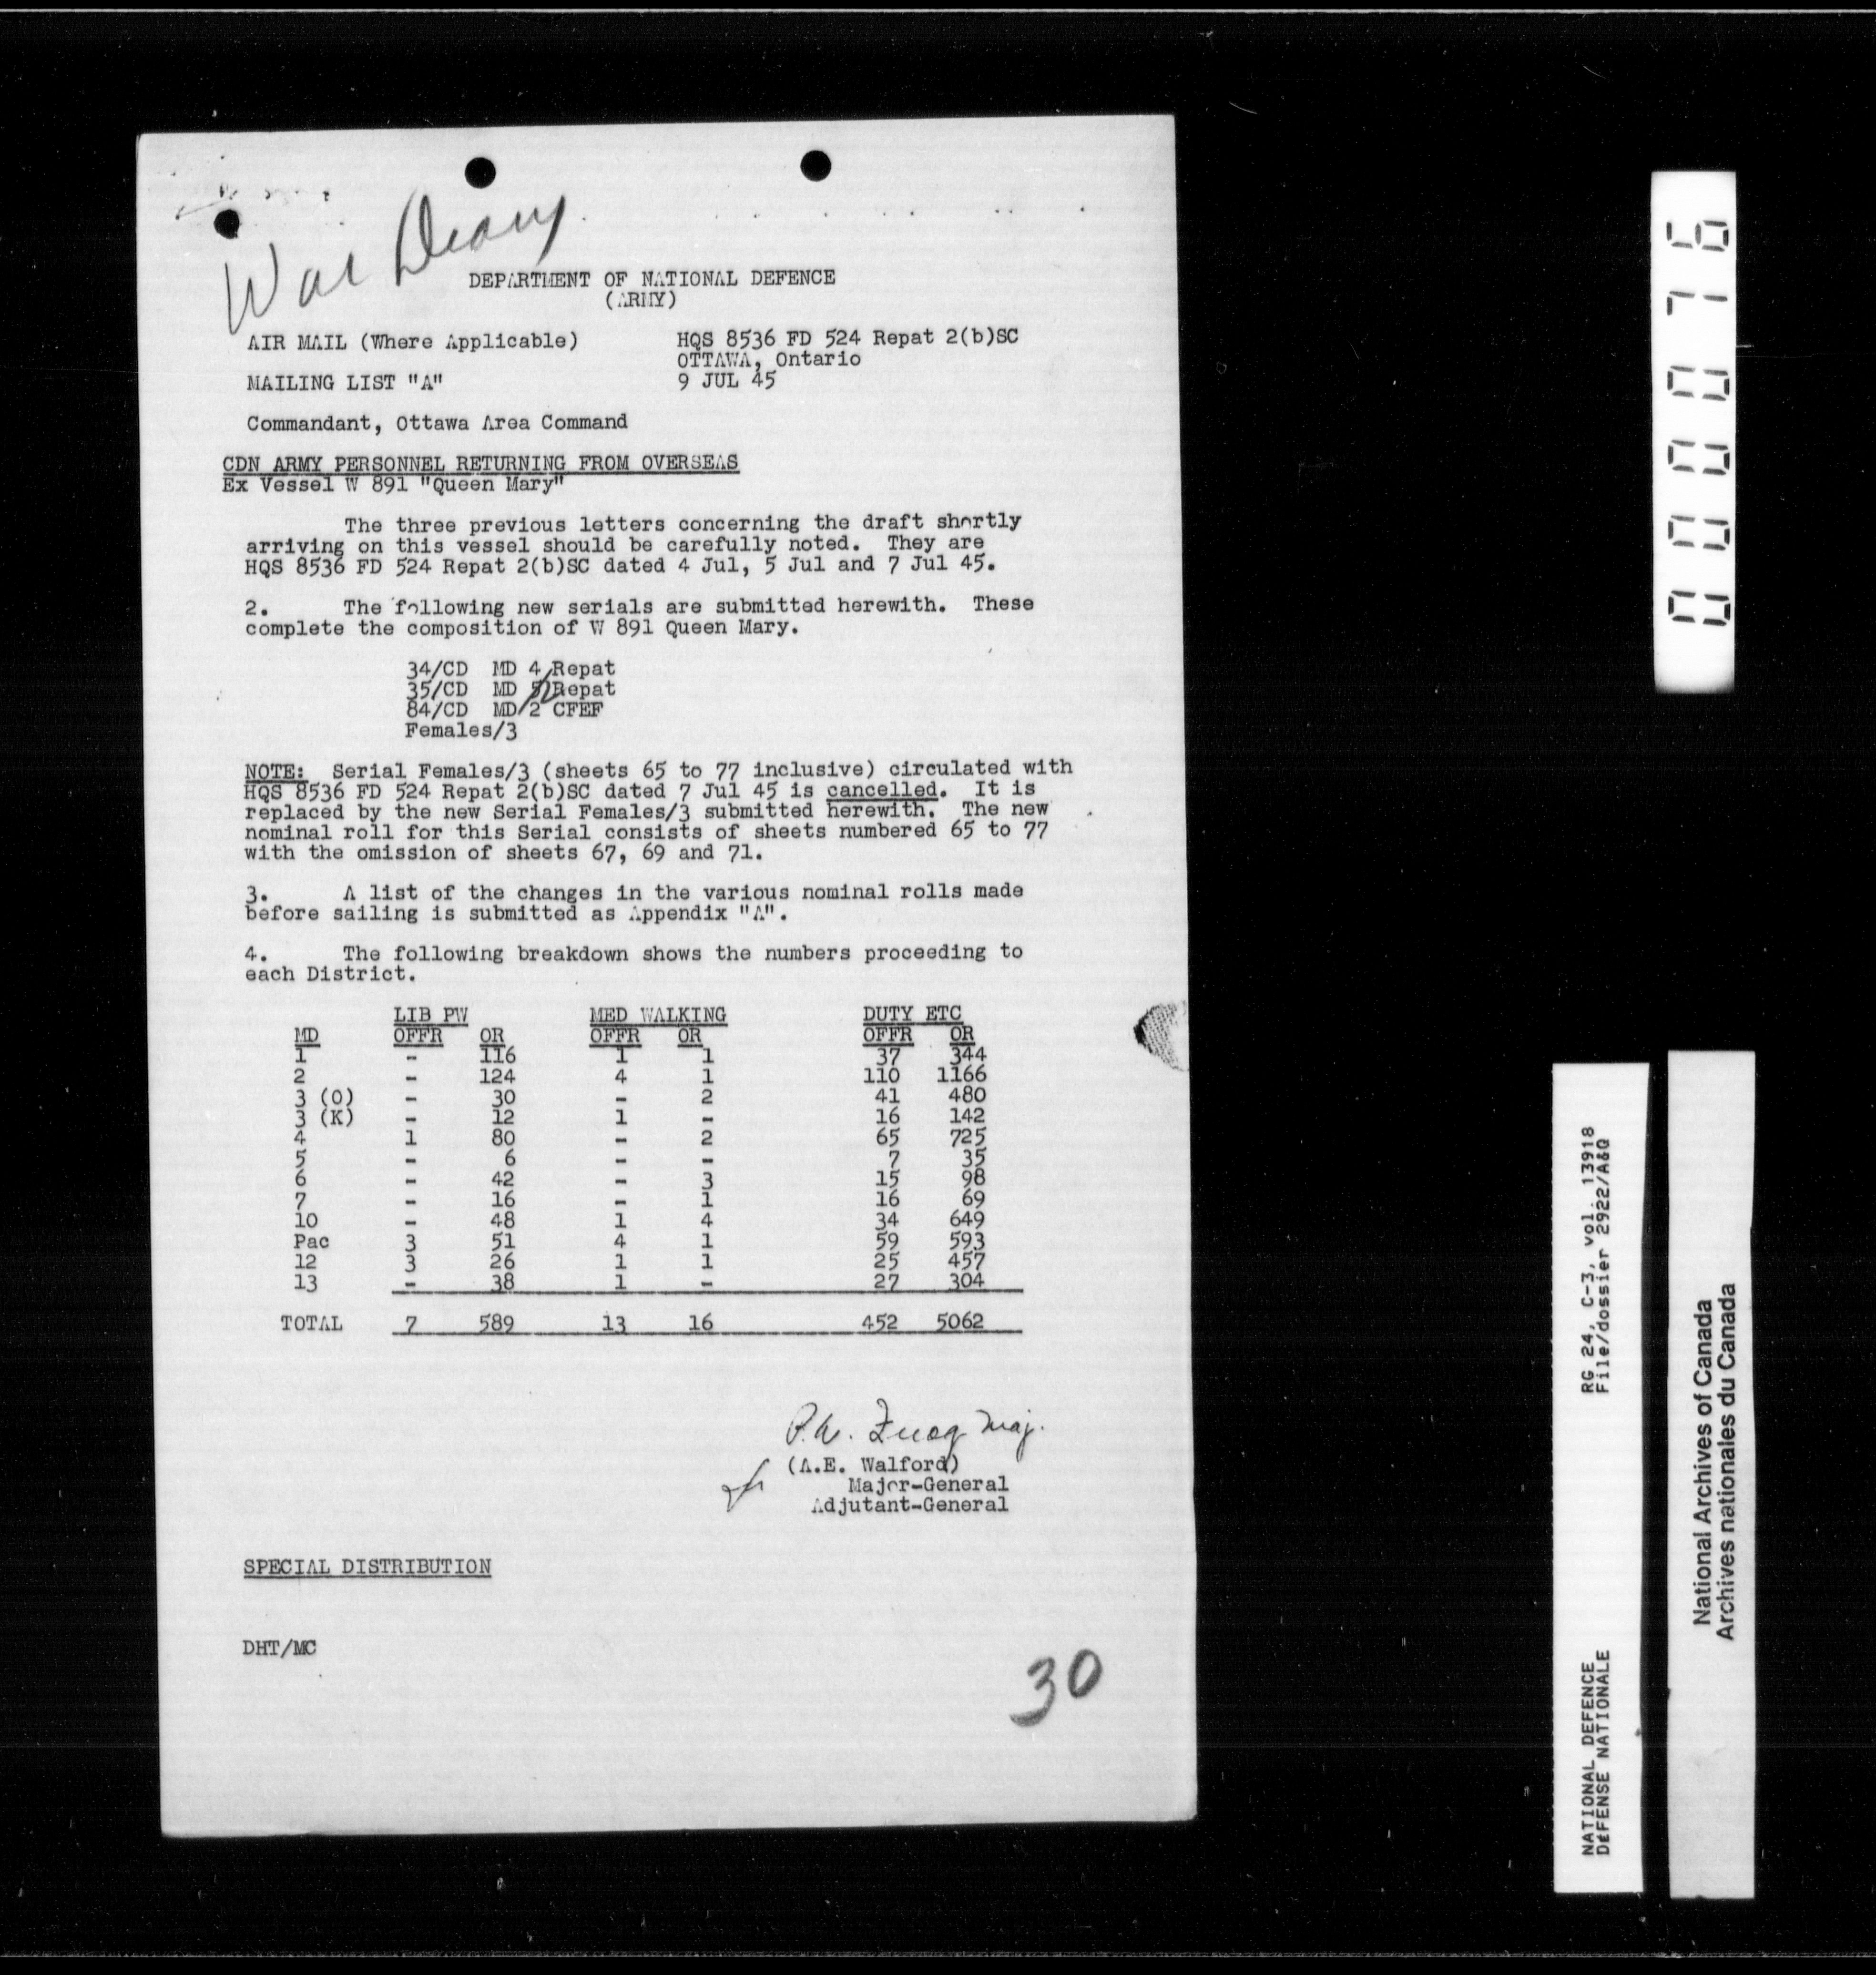 War Diary
DEPARTMENT OF NATIONAL DEFENCE
(ARMY)
AIR MAIL (Where Applicable) HQS 8536 FD 524 Repat 2(b)SC
OTTAWA, Ontario
MAILING LIST "A" 9 JUL 45
Commandant, Ottawa Area Command
CDN ARMY PERSONNEL RETURNING FROM OVERSEAS
Ex Vessel W 891 "Queen Mary"
The three previous letters concerning the draft shortly
arriving on this vessel should be carefully noted. They are
HQS 8536 FD 524 Repat 2(b)SC dated 4 Jul, 5 Jul and 7 Jul 45.
2. The following new serials are submitted herewith. These
complete the composition of W 891 Queen Mary.
34/CD MD 4 Repat
35/CD MD Repat
84/CD MD 2 CFEF
Females/3
NOTE: Serial Females/3 (sheets 65 to 77 inclusive) circulated with
HQS 8536 FD 524 Repat 2(b)SC dated 7 Jul 45 is cancelled. It is
replaced by the new Serial Females/3 submitted herewith. The new
nominal roll for this Serial consists of sheets numbered 65 to 77
with the omission of sheets 67, 69 and 71.
3. A list of the changes in the various nominal rolls made
before sailing is submitted as Appendix "A".
4. The following breakdown shows the numbers proceeding to
each District.
LIB PW MED WALKING DUTY ETC
MD OFFR OR OFFR OR OFFR OR
1 - 116 1 1 37 344
2 - 124 4 1 110 1166
3 (O) - 30 - 2 41 480
3 (K) - 12 1 - 16 142
4 1 80 - 2 65 725
5 - 6 - - 7 35
6 - 42 - 3 15 98
7 - 16 - 1 16 69
10 - 48 1 4 34 649
Pac 3 51 4 1 59 593
12 3 26 1 1 25 457
13 - 38 1 - 27 304
TOTAL 7 589 13 16 452 5062
Maj.
(A.E. Walford)
Major-General
Adjutant-General
SPECIAL DISTRIBUTION
DHT/MC
30
000076
RG 24, C-3, vol. 13918
File/dossier 2922/A&Q
NATIONAL DEFENCE
DÉFENSE NATIONALE
National Archives of Canada
Archives nationales du Canada